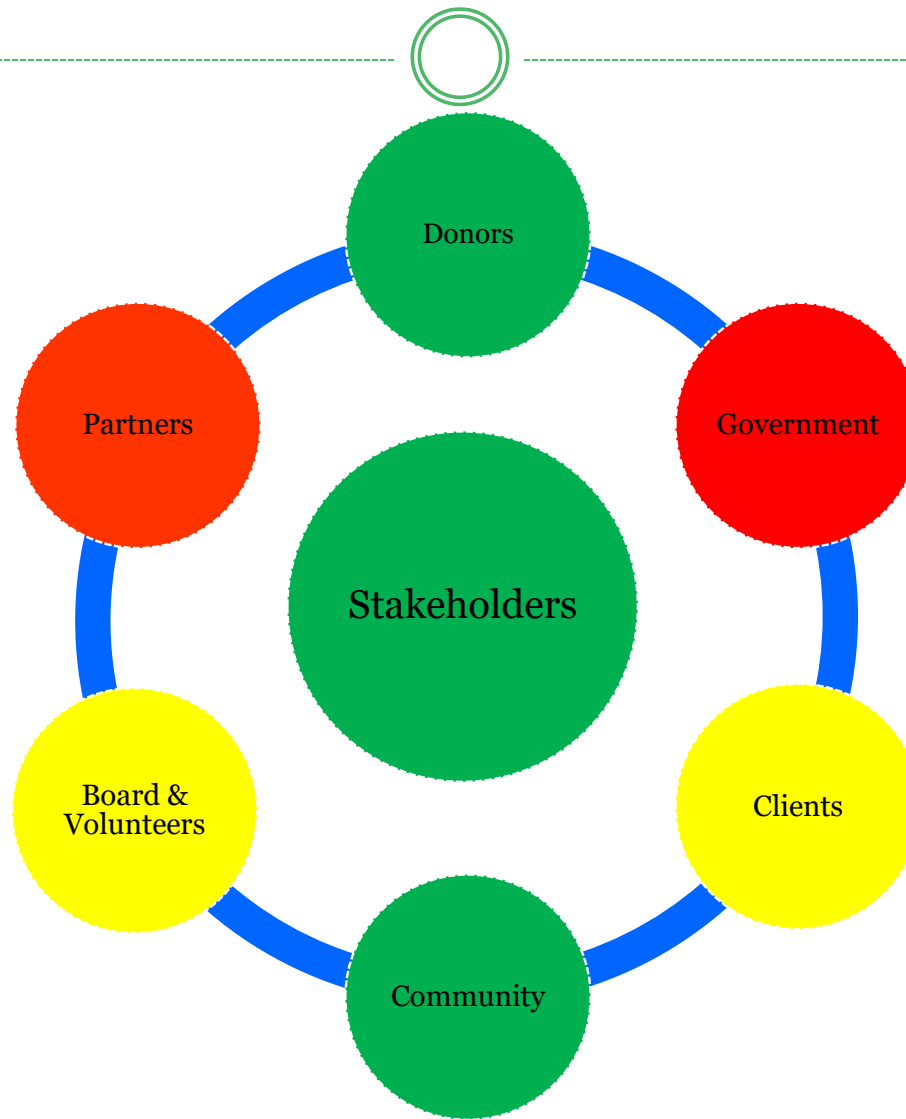 Donors
Partners
Government
Stakeholders
Board &
Volunteers
Clients
Community